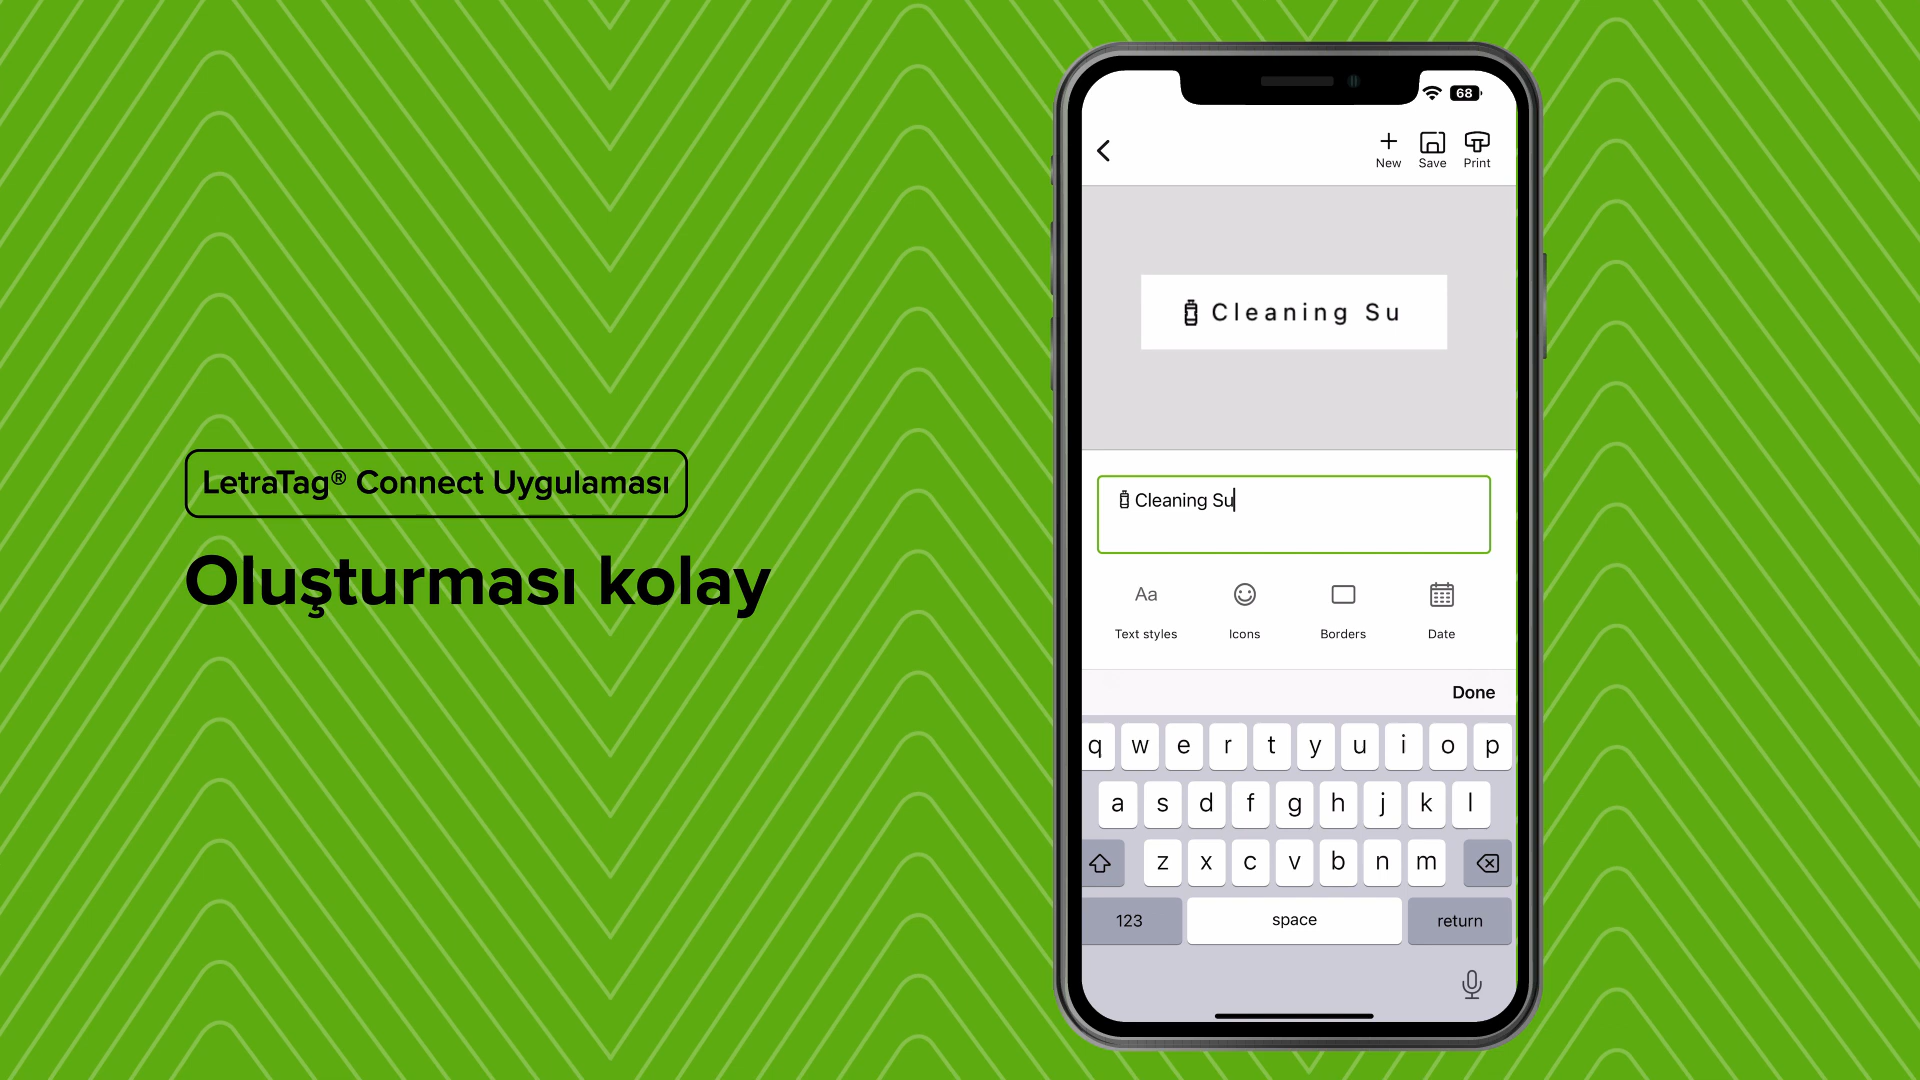 LetraTag® Connect Uygulaması
Oluşturması kolay
68
New Save Print
Cleaning Su
Cleaning Su
Aa
Text styles Icons Borders Date
Done
q w e r t y u i o p
a s d f g h j k l
z x c v b n m
123 space return